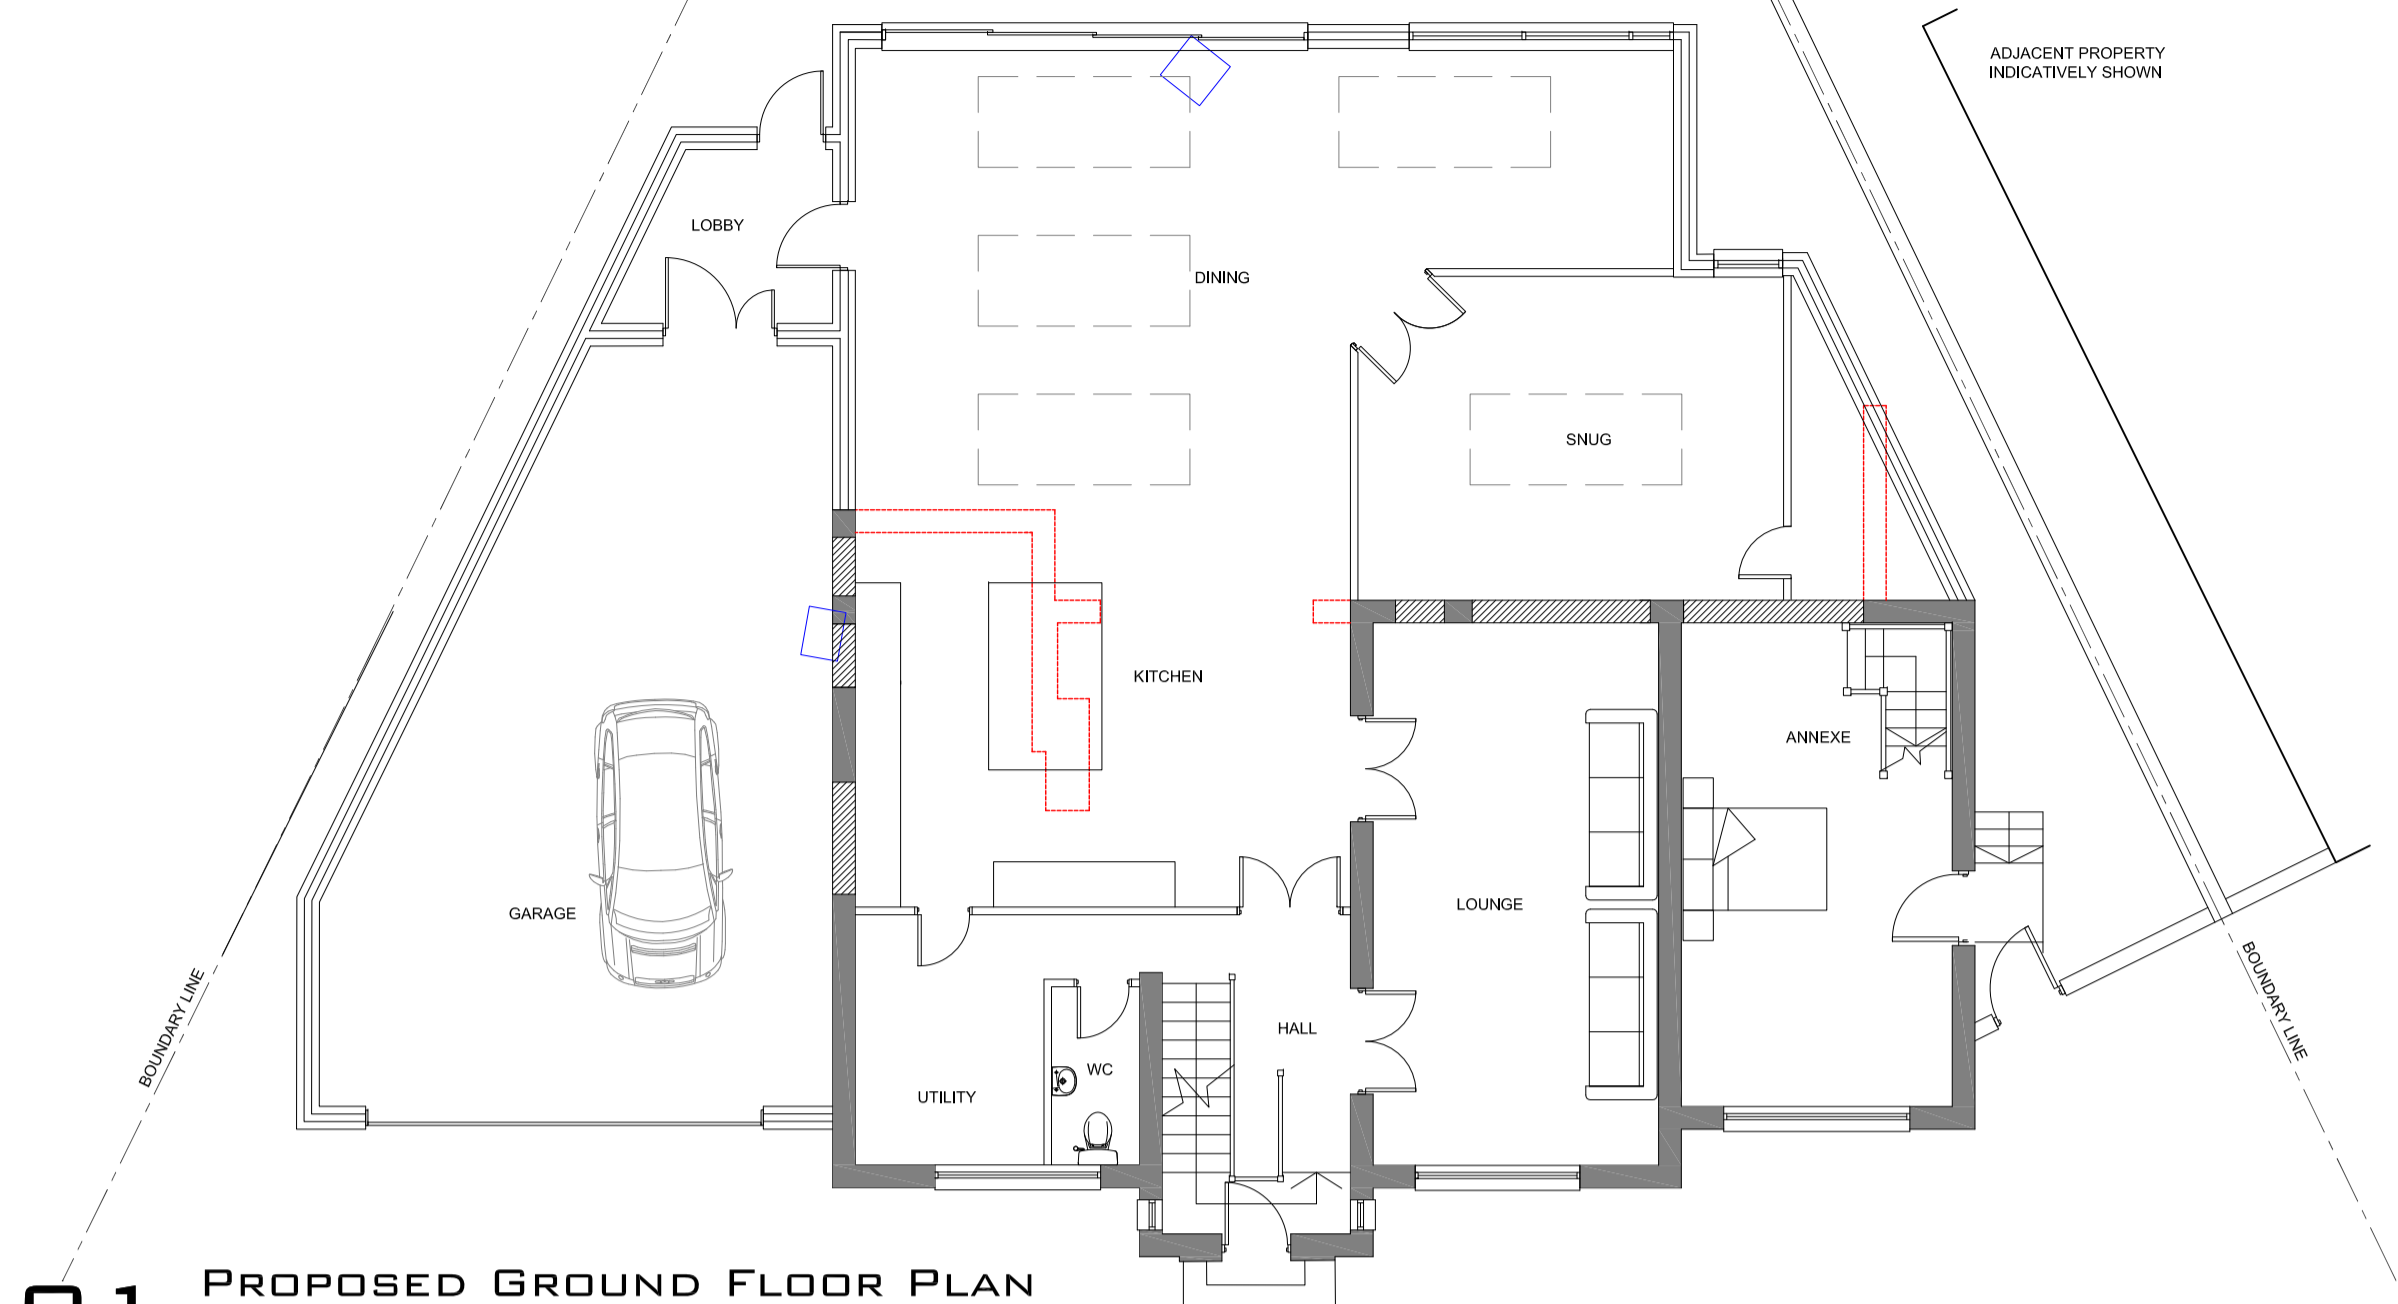 ADJACENT PROPERTY
INDICATIVELY SHOWN
LOBBY
DINING
SNUG
KITCHEN
ANNEXE
LOUNGE
GARAGE
BOUNDARY LINE
BOUNDARY LINE
HALL
WC
UTILITY
PROPOSED GROUND FLOOR PLAN